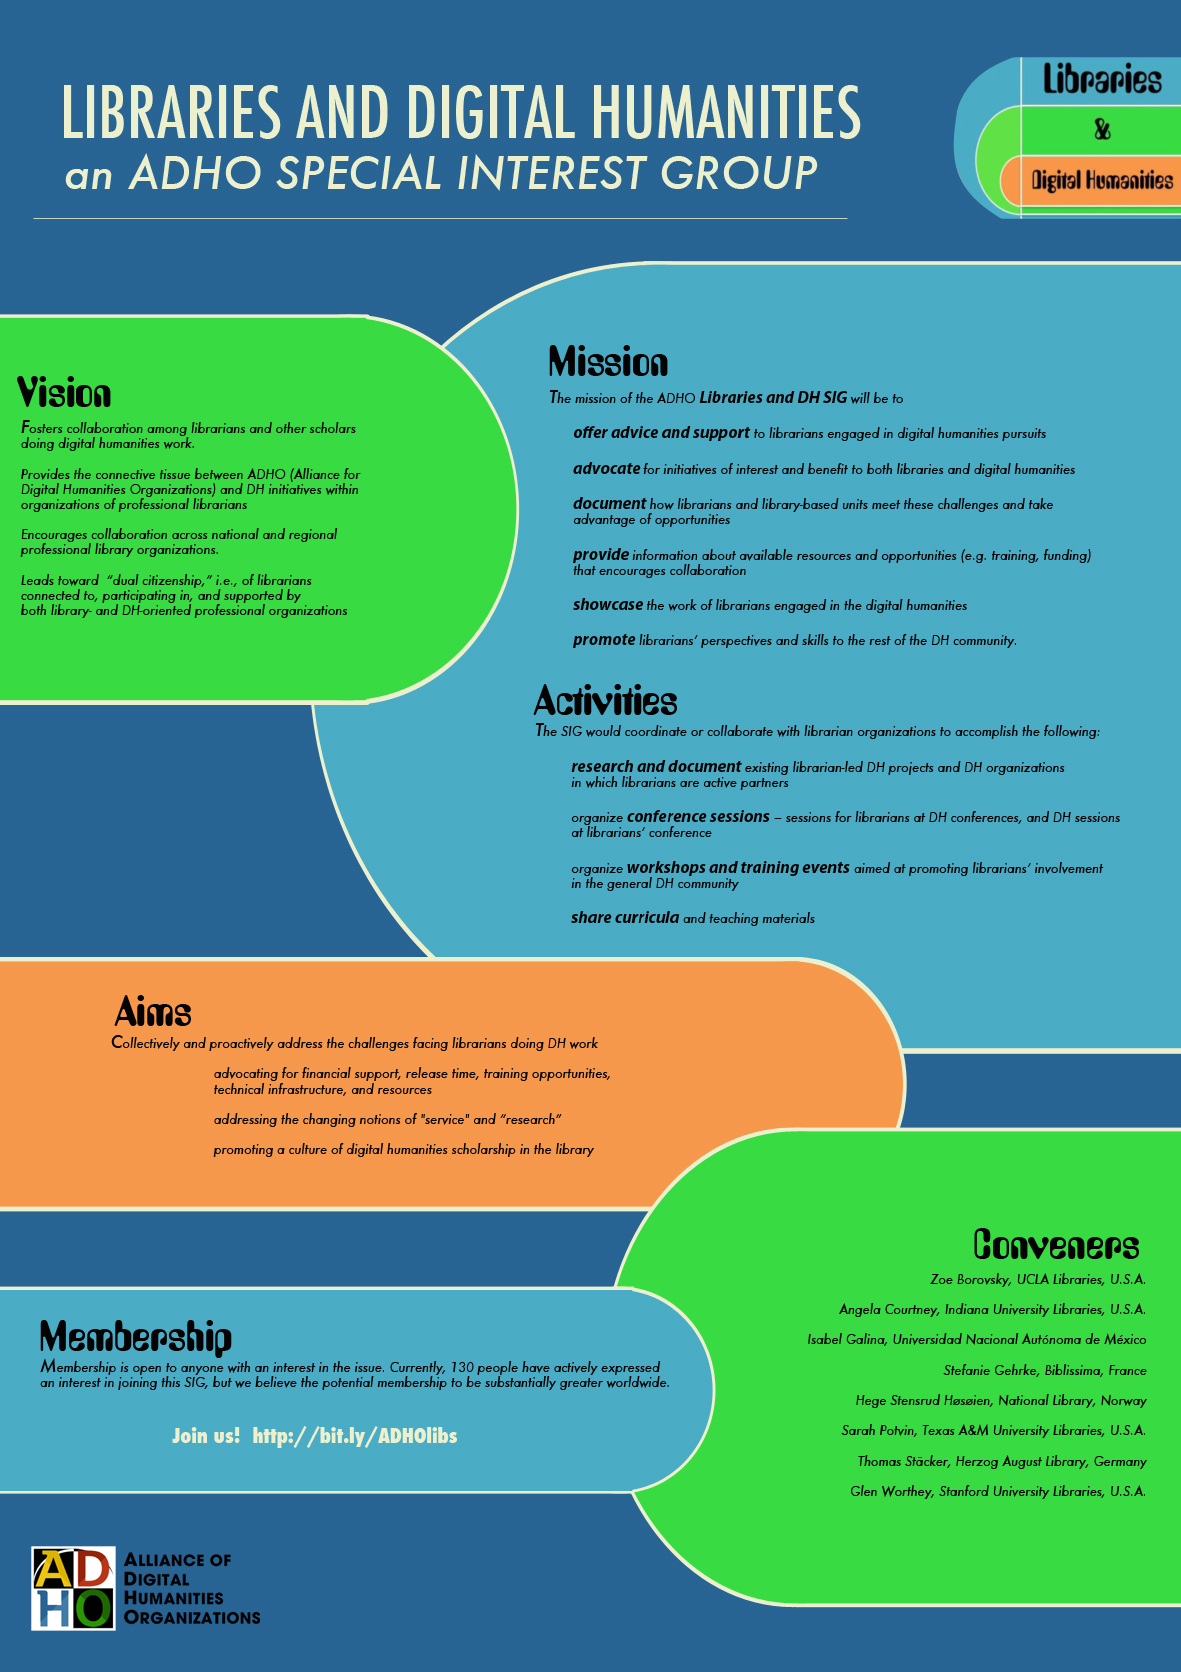 LIBRARIES AND DIGITAL HUMANITIES
an ADHO SPECIAL INTEREST GROUP
Libraries
&
Digital Humanities
Vision
Fosters collaboration among librarians and other scholars
doing digital humanities work.
Provides the connective tissue between ADHO (Alliance for
Digital Humanities Organizations) and DH initiatives within
organizations of professional librarians
Encourages collaboration across national and regional
professional library organizations.
Leads toward “dual citizenship,” i.e., of librarians
connected to, participating in, and supported by
both library- and DH-oriented professional organizations
Mission
The mission of the ADHO Libraries and DH SIG will be to
offer advice and support to librarians engaged in digital humanities pursuits
advocate for initiatives of interest and benefit to both libraries and digital humanities
document how librarians and library-based units meet these challenges and take
advantage of opportunities
provide information about available resources and opportunities (e.g. training, funding)
that encourages collaboration
showcase the work of librarians engaged in the digital humanities
promote librarians’ perspectives and skills to the rest of the DH community.
Activities
The SIG would coordinate or collaborate with librarian organizations to accomplish the following:
research and document existing librarian-led DH projects and DH organizations
in which librarians are active partners
organize conference sessions – sessions for librarians at DH conferences, and DH sessions
at librarians’ conference
organize workshops and training events aimed at promoting librarians’ involvement
in the general DH community
share curricula and teaching materials
Aims
Collectively and proactively address the challenges facing librarians doing DH work
advocating for financial support, release time, training opportunities,
technical infrastructure, and resources
addressing the changing notions of "service" and “research”
promoting a culture of digital humanities scholarship in the library
Conveners
Zoe Borovsky, UCLA Libraries, U.S.A.
Angela Courtney, Indiana University Libraries, U.S.A.
Isabel Galina, Universidad Nacional Autónoma de México
Stefanie Gehrke, Biblissima, France
Hege Stensrud Høsøien, National Library, Norway
Sarah Potvin, Texas A&M University Libraries, U.S.A.
Thomas Stäcker, Herzog August Library, Germany
Glen Worthey, Stanford University Libraries, U.S.A.
Membership
Membership is open to anyone with an interest in the issue. Currently, 130 people have actively expressed
an interest in joining this SIG, but we believe the potential membership to be substantially greater worldwide.
Join us! http://bit.ly/ADHOlibs
AD
HO
ALLIANCE OF
DIGITAL
HUMANITIES
ORGANIZATIONS